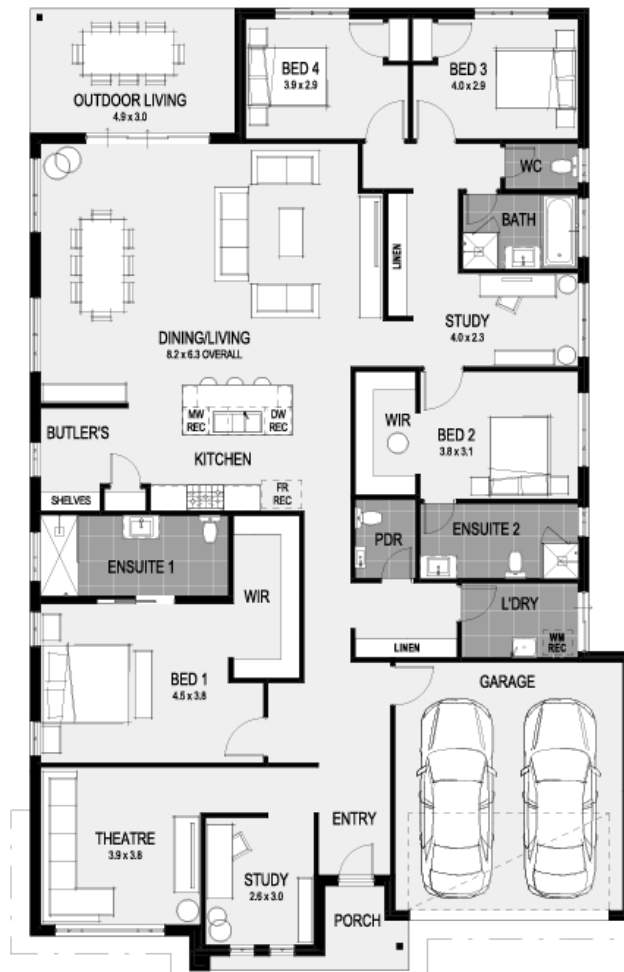 OUTDOOR LIVING
4.9 x 3.0
BED 4
3.9 x 2.9
BED 3
4.0 x 2.9
WC
BATH
LINEN
STUDY
4.0 x 2.3
DINING/LIVING
8.2 x 6.3 OVERALL
MW
REC
DW
REC
BUTLER'S
KITCHEN
SHELVES
FR
REC
WIR
BED 2
3.8 x 3.1
PDR
ENSUITE 2
ENSUITE 1
WIR
L'DRY
WM
REC
LINEN
BED 1
4.5 x 3.8
GARAGE
THEATRE
3.9 x 3.8
STUDY
2.6 x 3.0
ENTRY
PORCH